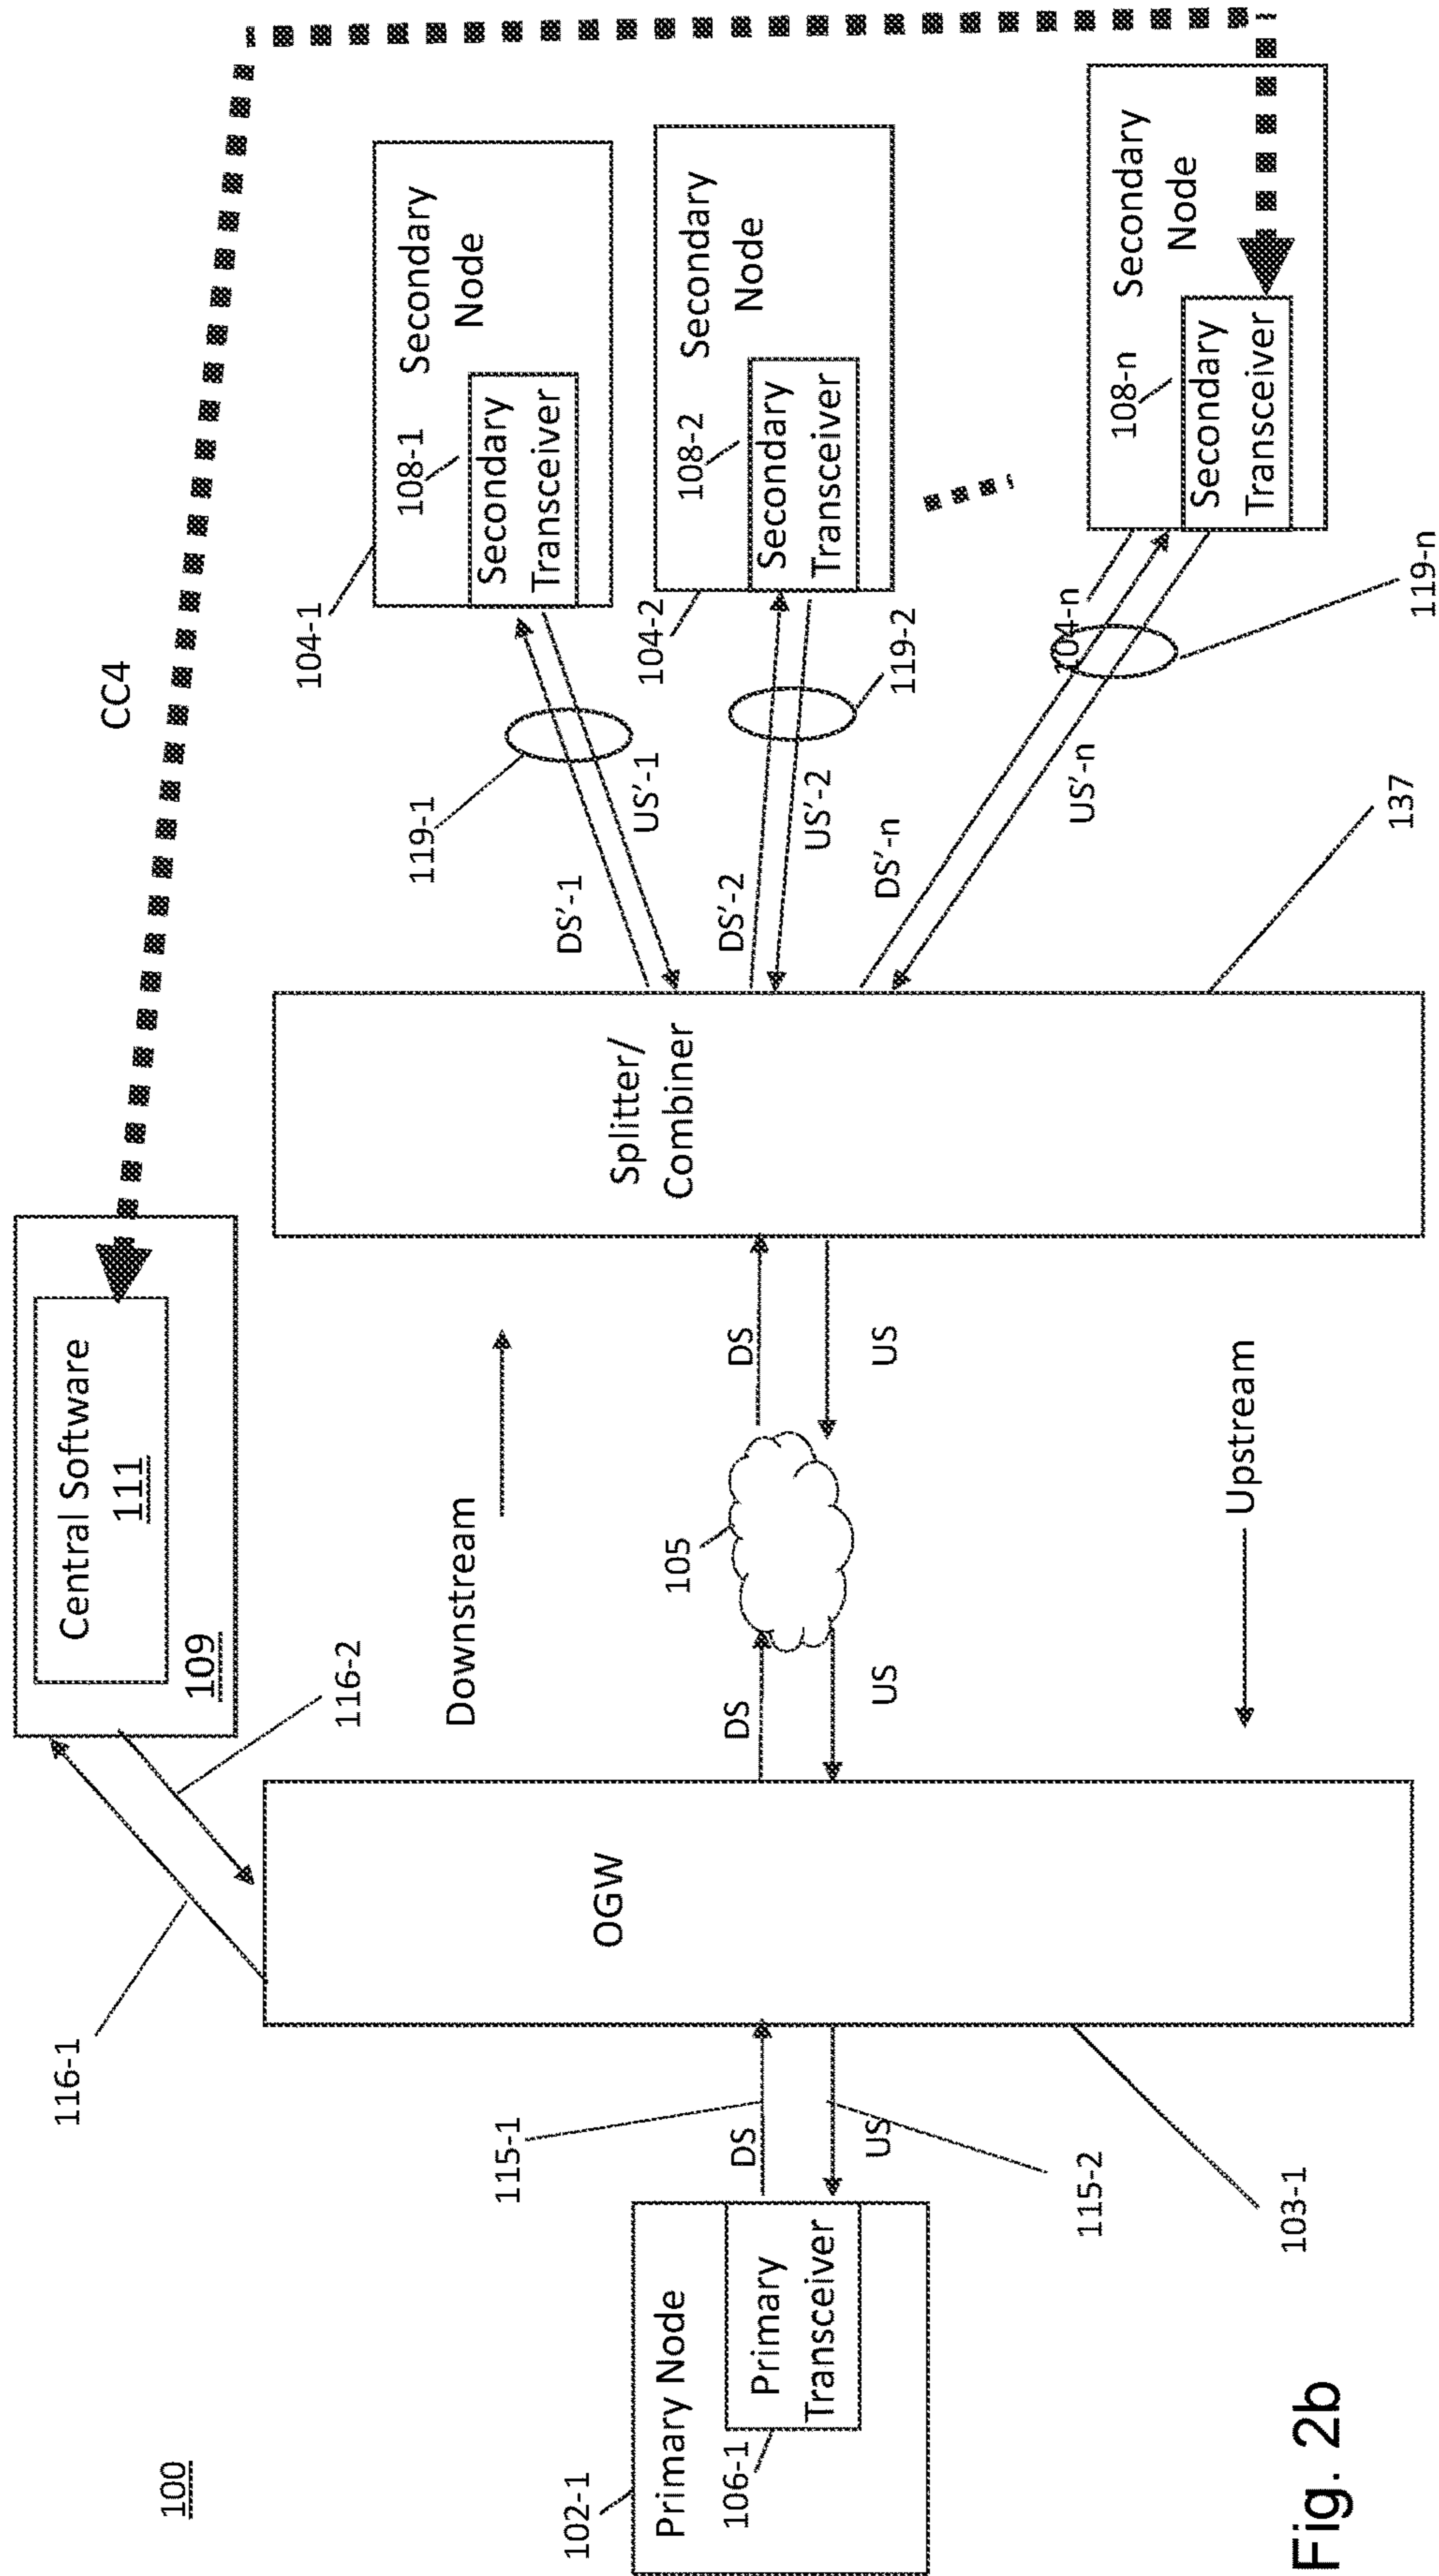 100
CC4
Central Software
111
109
116-1
116-2
Downstream
102-1
Primary Node
106-1
Primary
Transceiver
115-1
DS
US
115-2
OGW
103-1
DS
US
105
DS
US
Upstream
Splitter/
Combiner
137
DS'-1
US'-1
119-1
DS'-2
US'-2
119-2
DS'-n
US'-n
119-n
104-1
Secondary
Node
108-1
Secondary
Transceiver
104-2
Secondary
Node
108-2
Secondary
Transceiver
104-n
Secondary
Node
108-n
Secondary
Transceiver
Fig. 2b